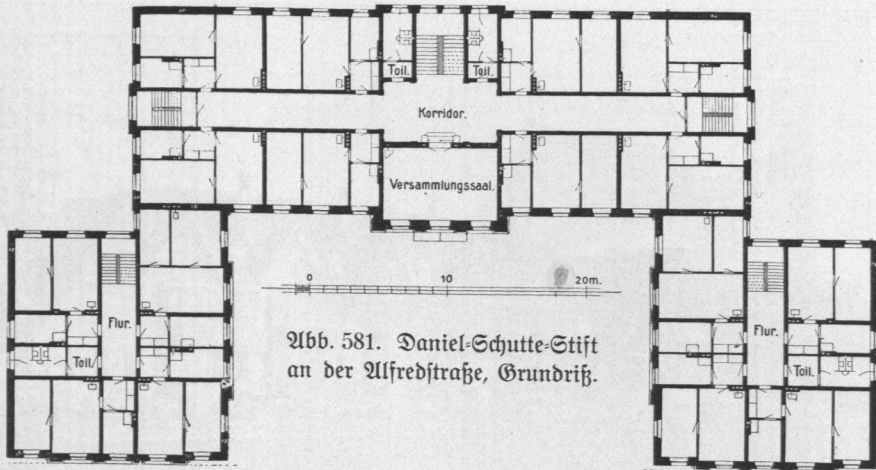 Toil. Toil.
Korridor.
Versammlungssaal.
0 10 20m.
Flur.
Toil.
Flur.
Toil.
Abb. 581. Daniel=Schutte=Stift
an der Alfredstraße, Grundriß.